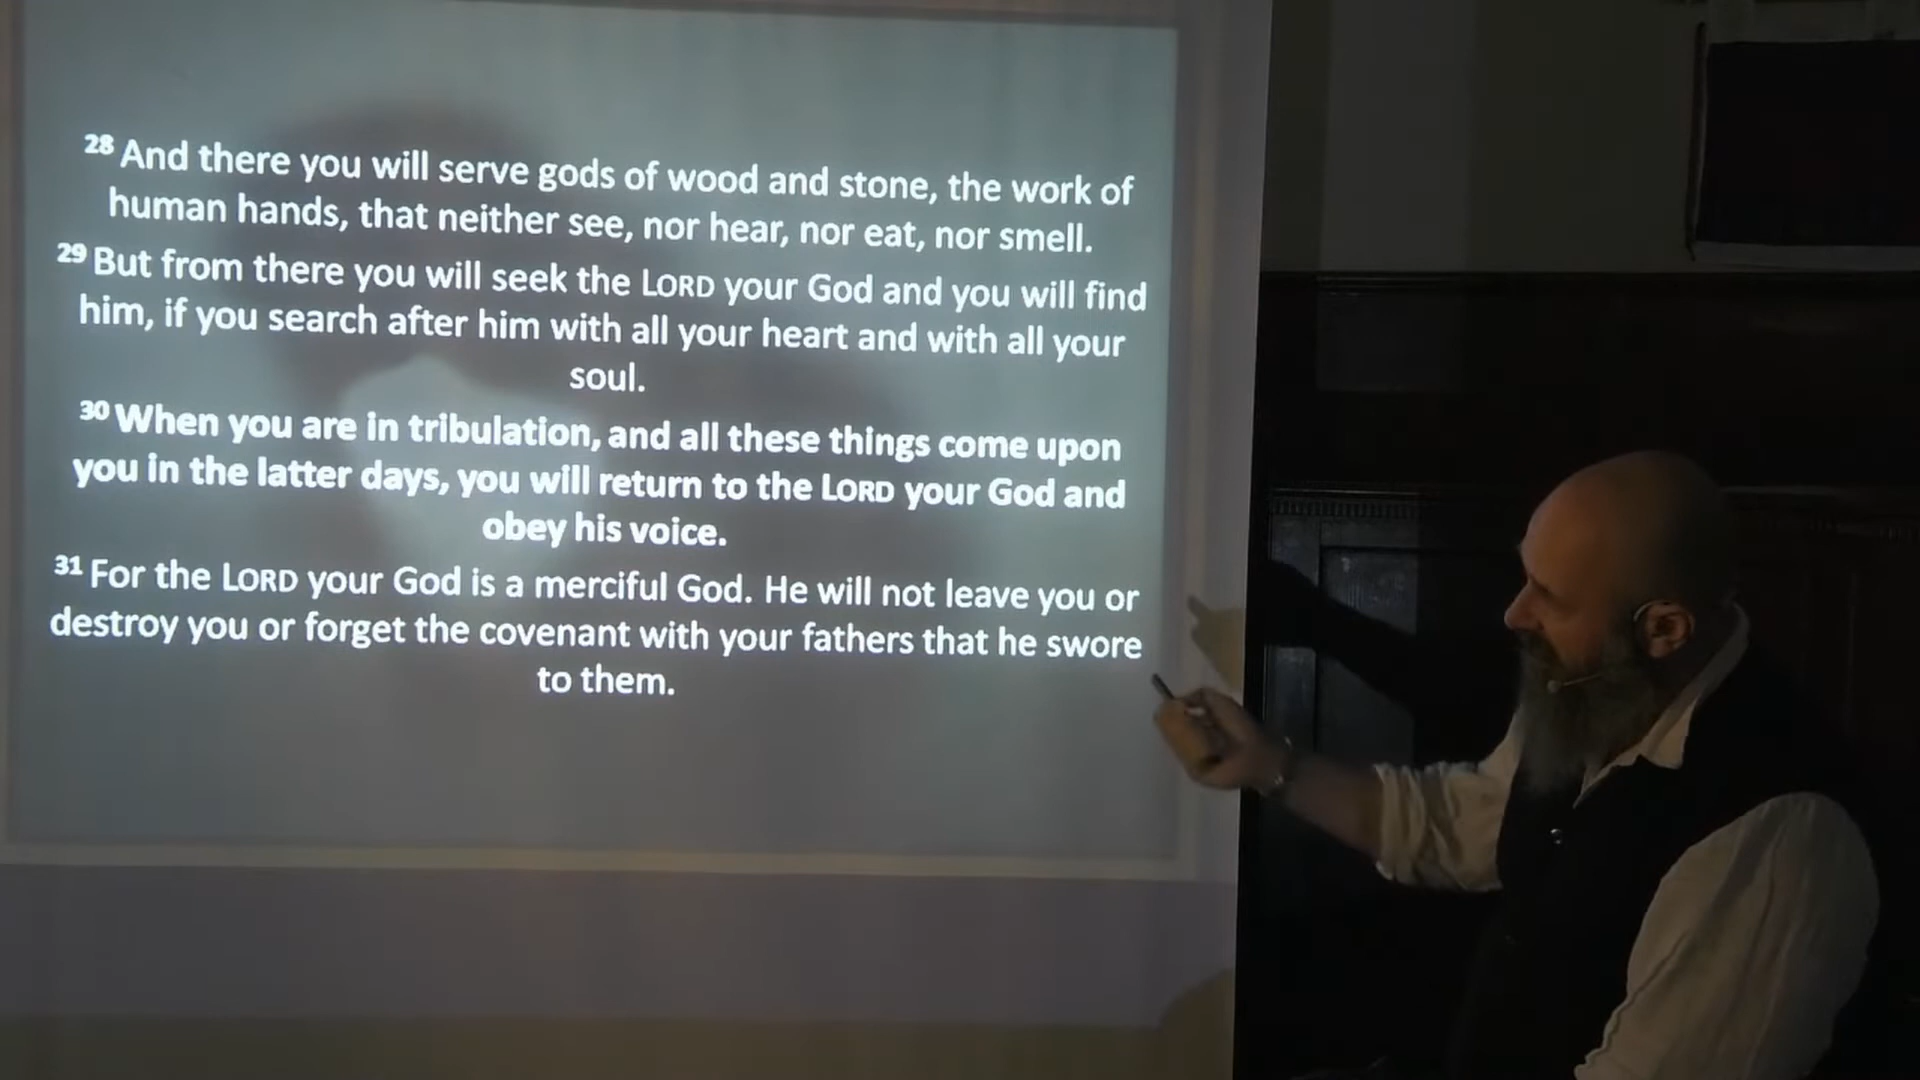 28 And there you will serve gods of wood and stone, the work of
human hands, that neither see, nor hear, nor eat, nor smell.
29 But from there you will seek the LORD your God and you will find
him, if you search after him with all your heart and with all your
soul.
30 When you are in tribulation, and all these things come upon
you in the latter days, you will return to the LORD your God and
obey his voice.
31 For the LORD your God is a merciful God. He will not leave you or
destroy you or forget the covenant with your fathers that he swore
to them.